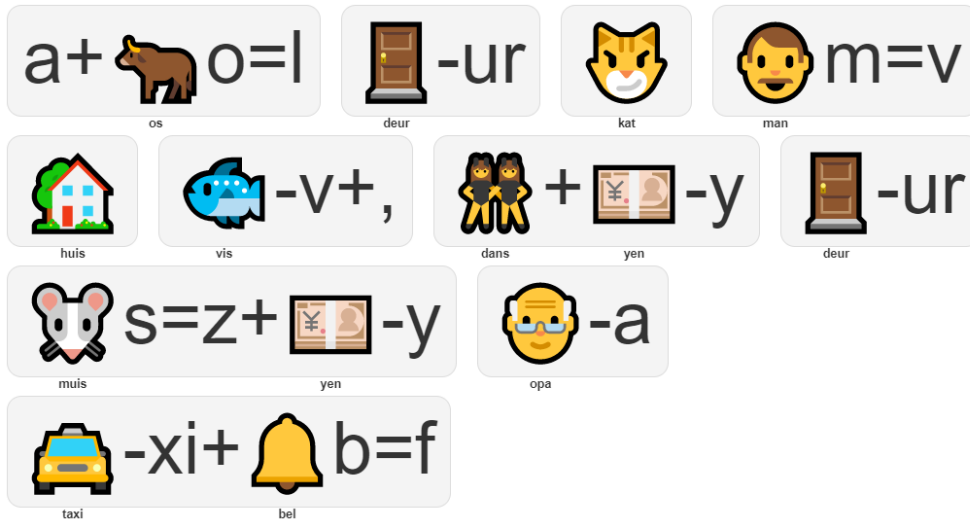 a+ o=l -ur m=v
os deur kat man
-v+, + -y -ur
huis vis dans yen deur
s=z+ -y -a
muis yen opa
-xi+ b=f
taxi bel